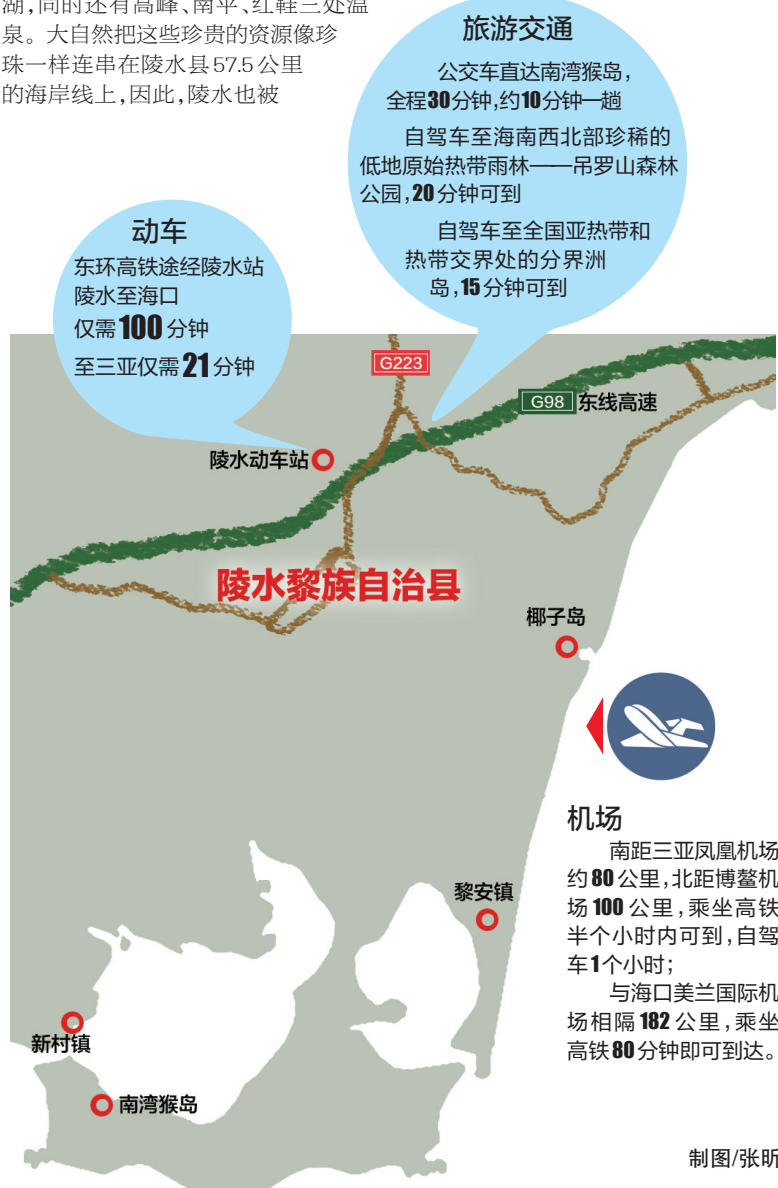 湖,同时还有高峰、南平、红鞋三处温
泉。大自然把这些珍贵的资源像珍
珠一样连串在陵水县57.5公里
的海岸线上,因此,陵水也被
旅游交通
公交车直达南湾猴岛,
全程30分钟,约10分钟一趟
自驾车至海南西北部珍稀的
低地原始热带雨林——吊罗山森林
公园,20分钟可到
自驾车至全国亚热带和
热带交界处的分界洲
岛,15分钟可到
动车
东环高铁途经陵水站
陵水至海口
仅需100分钟
至三亚仅需21分钟
G223
G98 东线高速
陵水动车站
陵水黎族自治县
椰子岛
机场
南距三亚凤凰机场
约80公里,北距博鳌机
场100公里,乘坐高铁
半个小时内可到,自驾
车1个小时;
与海口美兰国际机
场相隔182公里,乘坐
高铁80分钟即可到达。
黎安镇
新村镇
南湾猴岛
制图/张昕